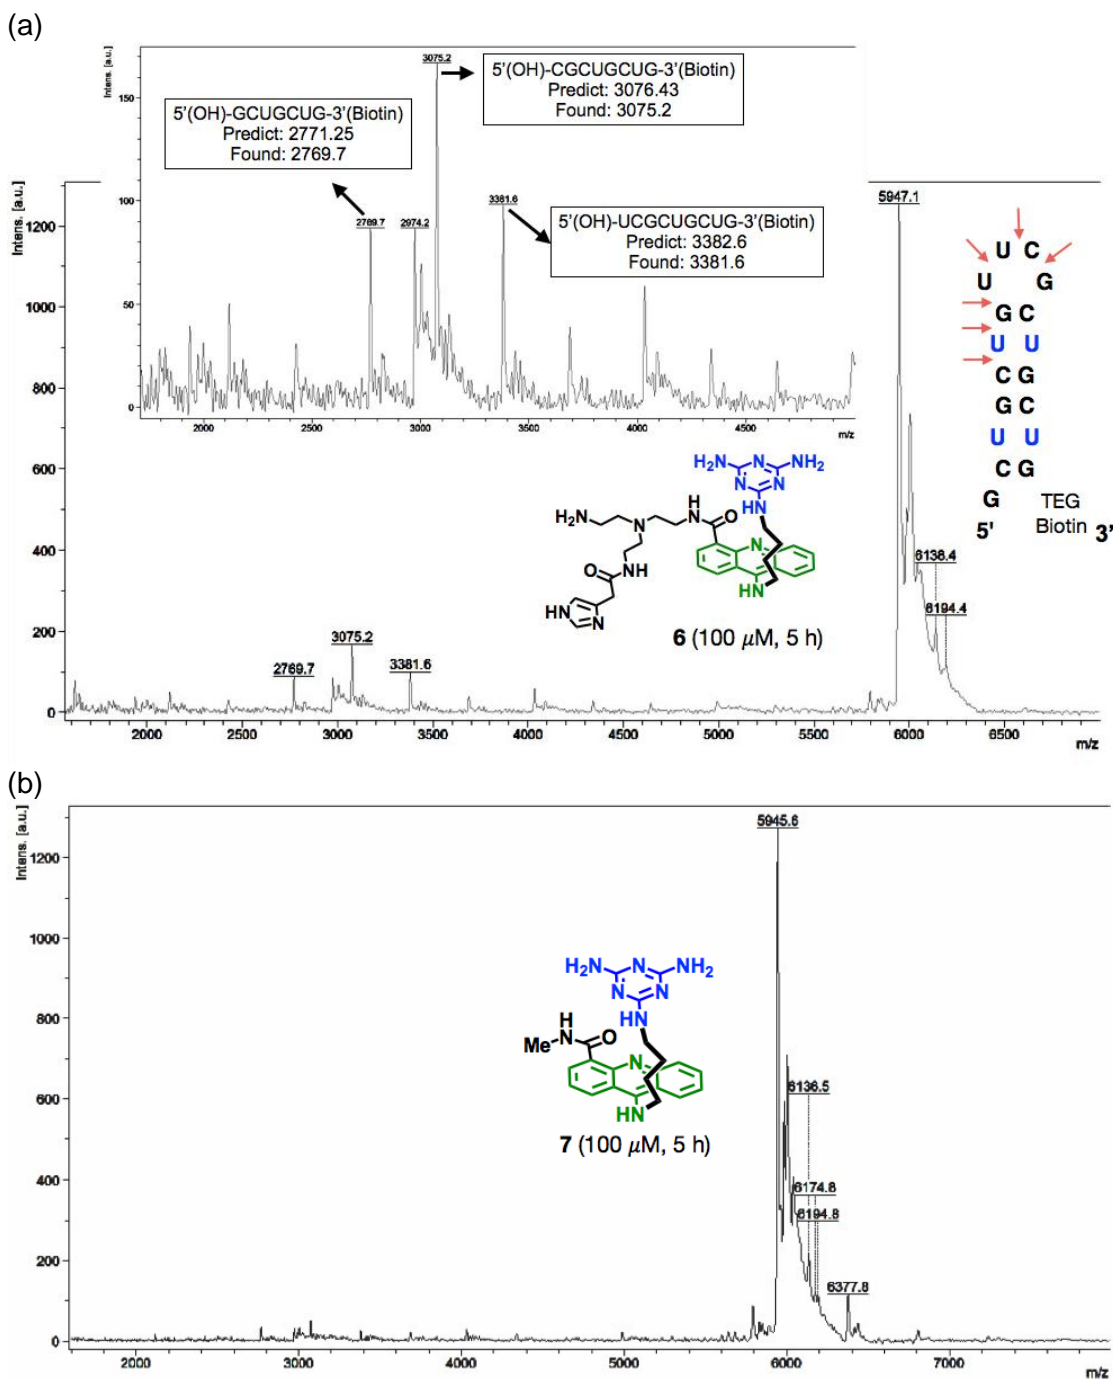 (a)
Intens. [a.u.]
150
100
50
0
3075.2
2769.7
2974.2
3381.6
5'(OH)-CGCUGCUG-3'(Biotin)
Predict: 3076.43
Found: 3075.2
5'(OH)-GCUGCUG-3'(Biotin)
Predict: 2771.25
Found: 2769.7
5'(OH)-UCGCUGCUG-3'(Biotin)
Predict: 3382.6
Found: 3381.6
2000
2500
3000
3500
4000
4500
m/z
Intens. [a.u.]
1200
1000
800
600
400
200
0
5947.1
6138.4
6194.4
2769.7
3075.2
3381.6
U C
U G
G C
U U
C G
G C
U U
C G
G
5'
TEG
Biotin 3'
H₂N N NH₂
N N
HN
H₂N N HN O
N
O NH HN
HN N
6 (100 μM, 5 h)
2000
2500
3000
3500
4000
4500
5000
5500
6000
6500
m/z
(b)
Intens. [a.u.]
1200
1000
800
600
400
200
0
5945.6
6136.5
6174.8
6194.8
6377.8
H₂N N NH₂
N N
HN
H
Me N O
N
HN
7 (100 μM, 5 h)
2000
3000
4000
5000
6000
7000
m/z